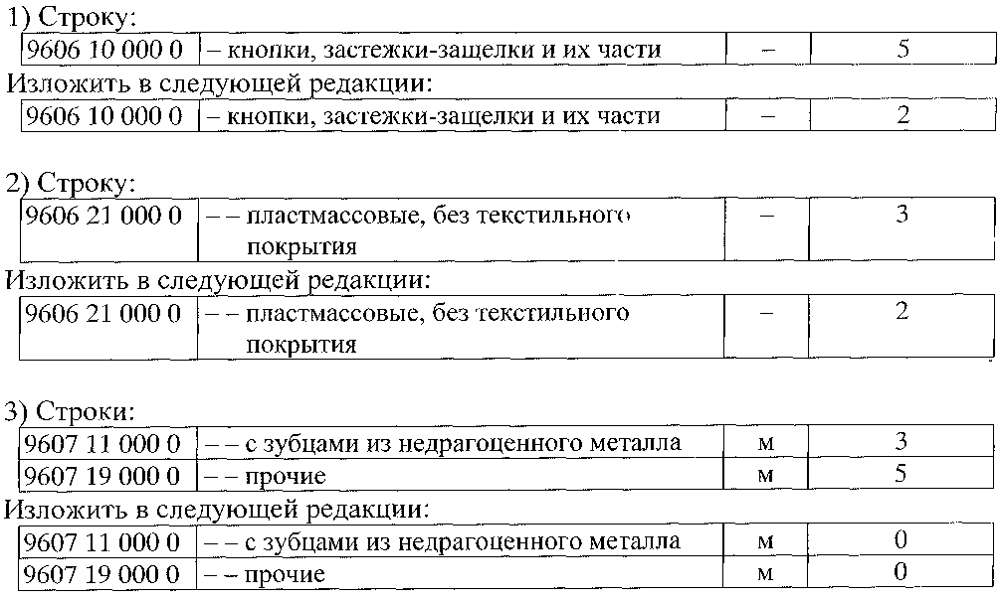 1) Строку:
9606 10 000 0 – кнопки, застежки-защелки и их части – 5
Изложить в следующей редакции:
9606 10 000 0 – кнопки, застежки-защелки и их части – 2
2) Строку:
9606 21 000 0 – – пластмассовые, без текстильного – 3
покрытия
Изложить в следующей редакции:
9606 21 000 0 – – пластмассовые, без текстильного – 2
покрытия
3) Строки:
9607 11 000 0 – – с зубцами из недрагоценного металла м 3
9607 19 000 0 – – прочие м 5
Изложить в следующей редакции:
9607 11 000 0 – – с зубцами из недрагоценного металла м 0
9607 19 000 0 – – прочие м 0